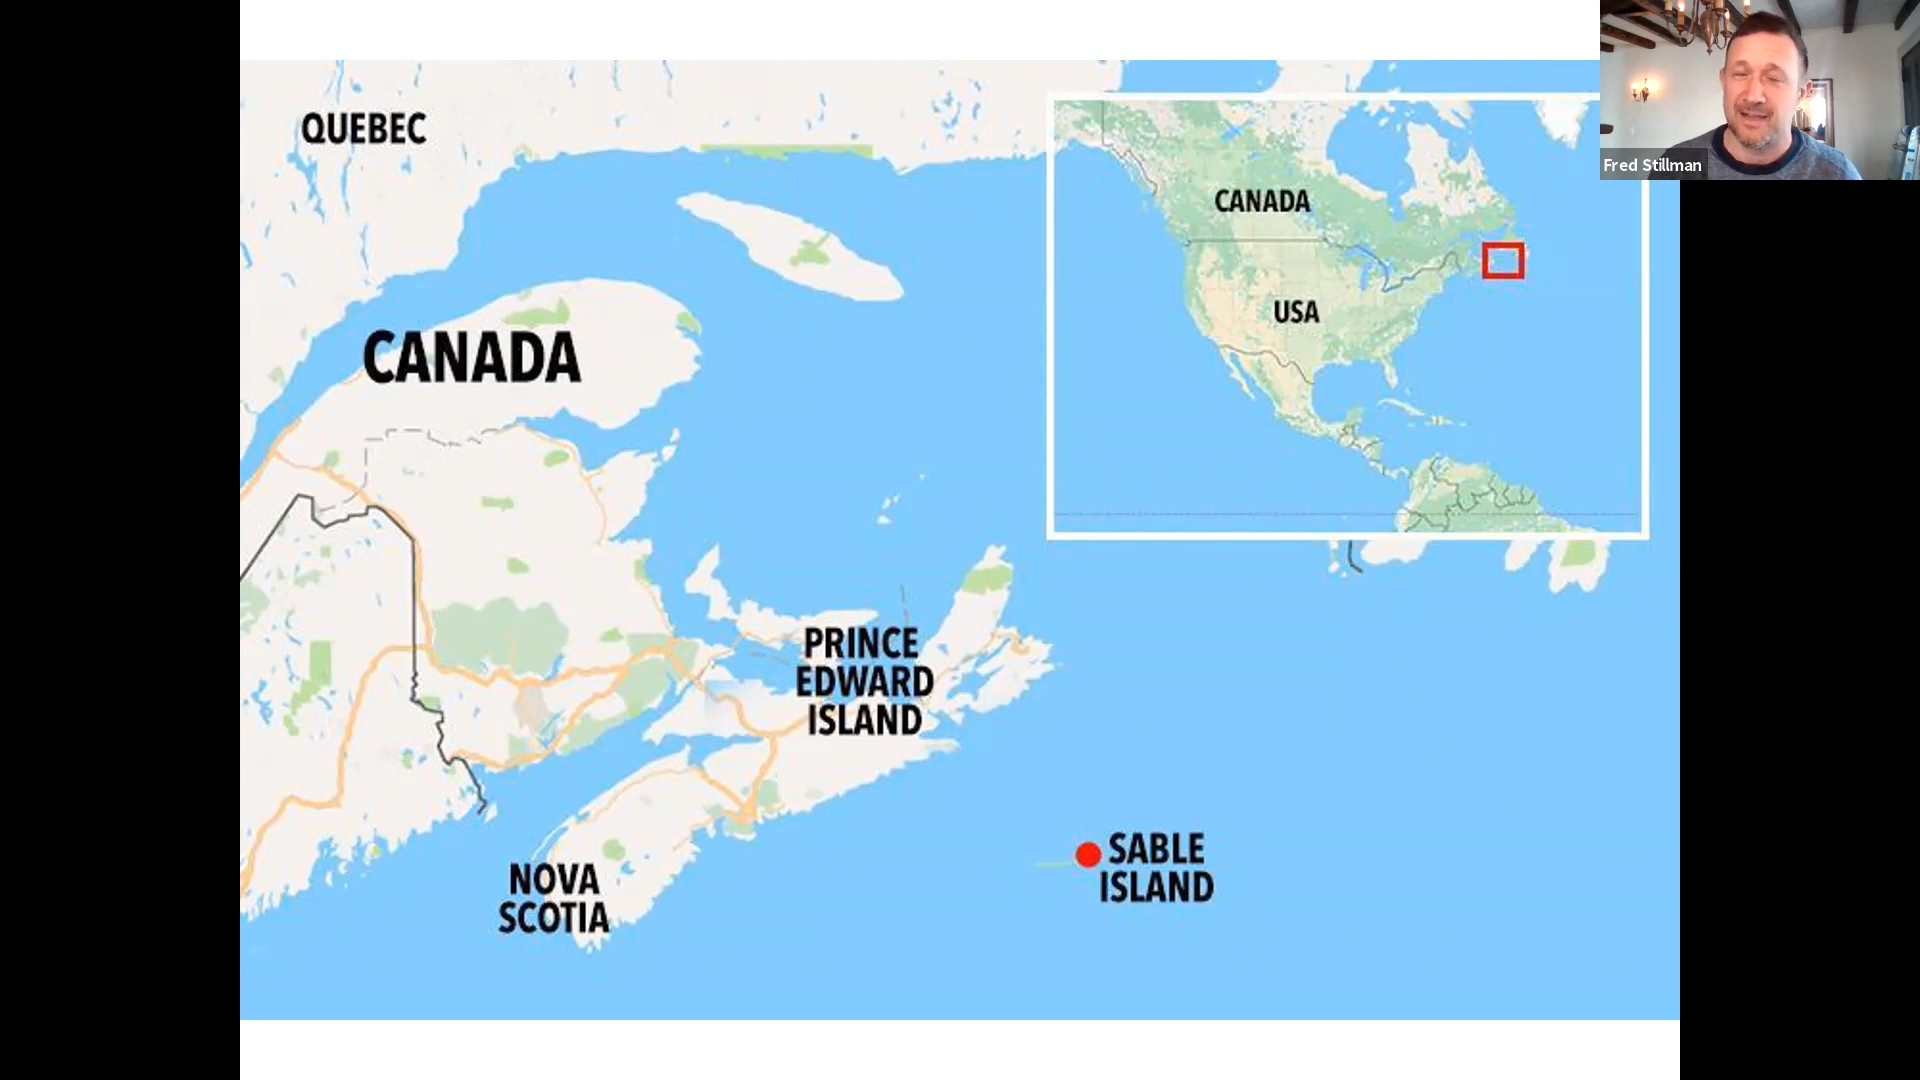 QUEBEC
CANADA
USA
Fred Stillman
CANADA
PRINCE
EDWARD
ISLAND
SABLE
ISLAND
NOVA
SCOTIA